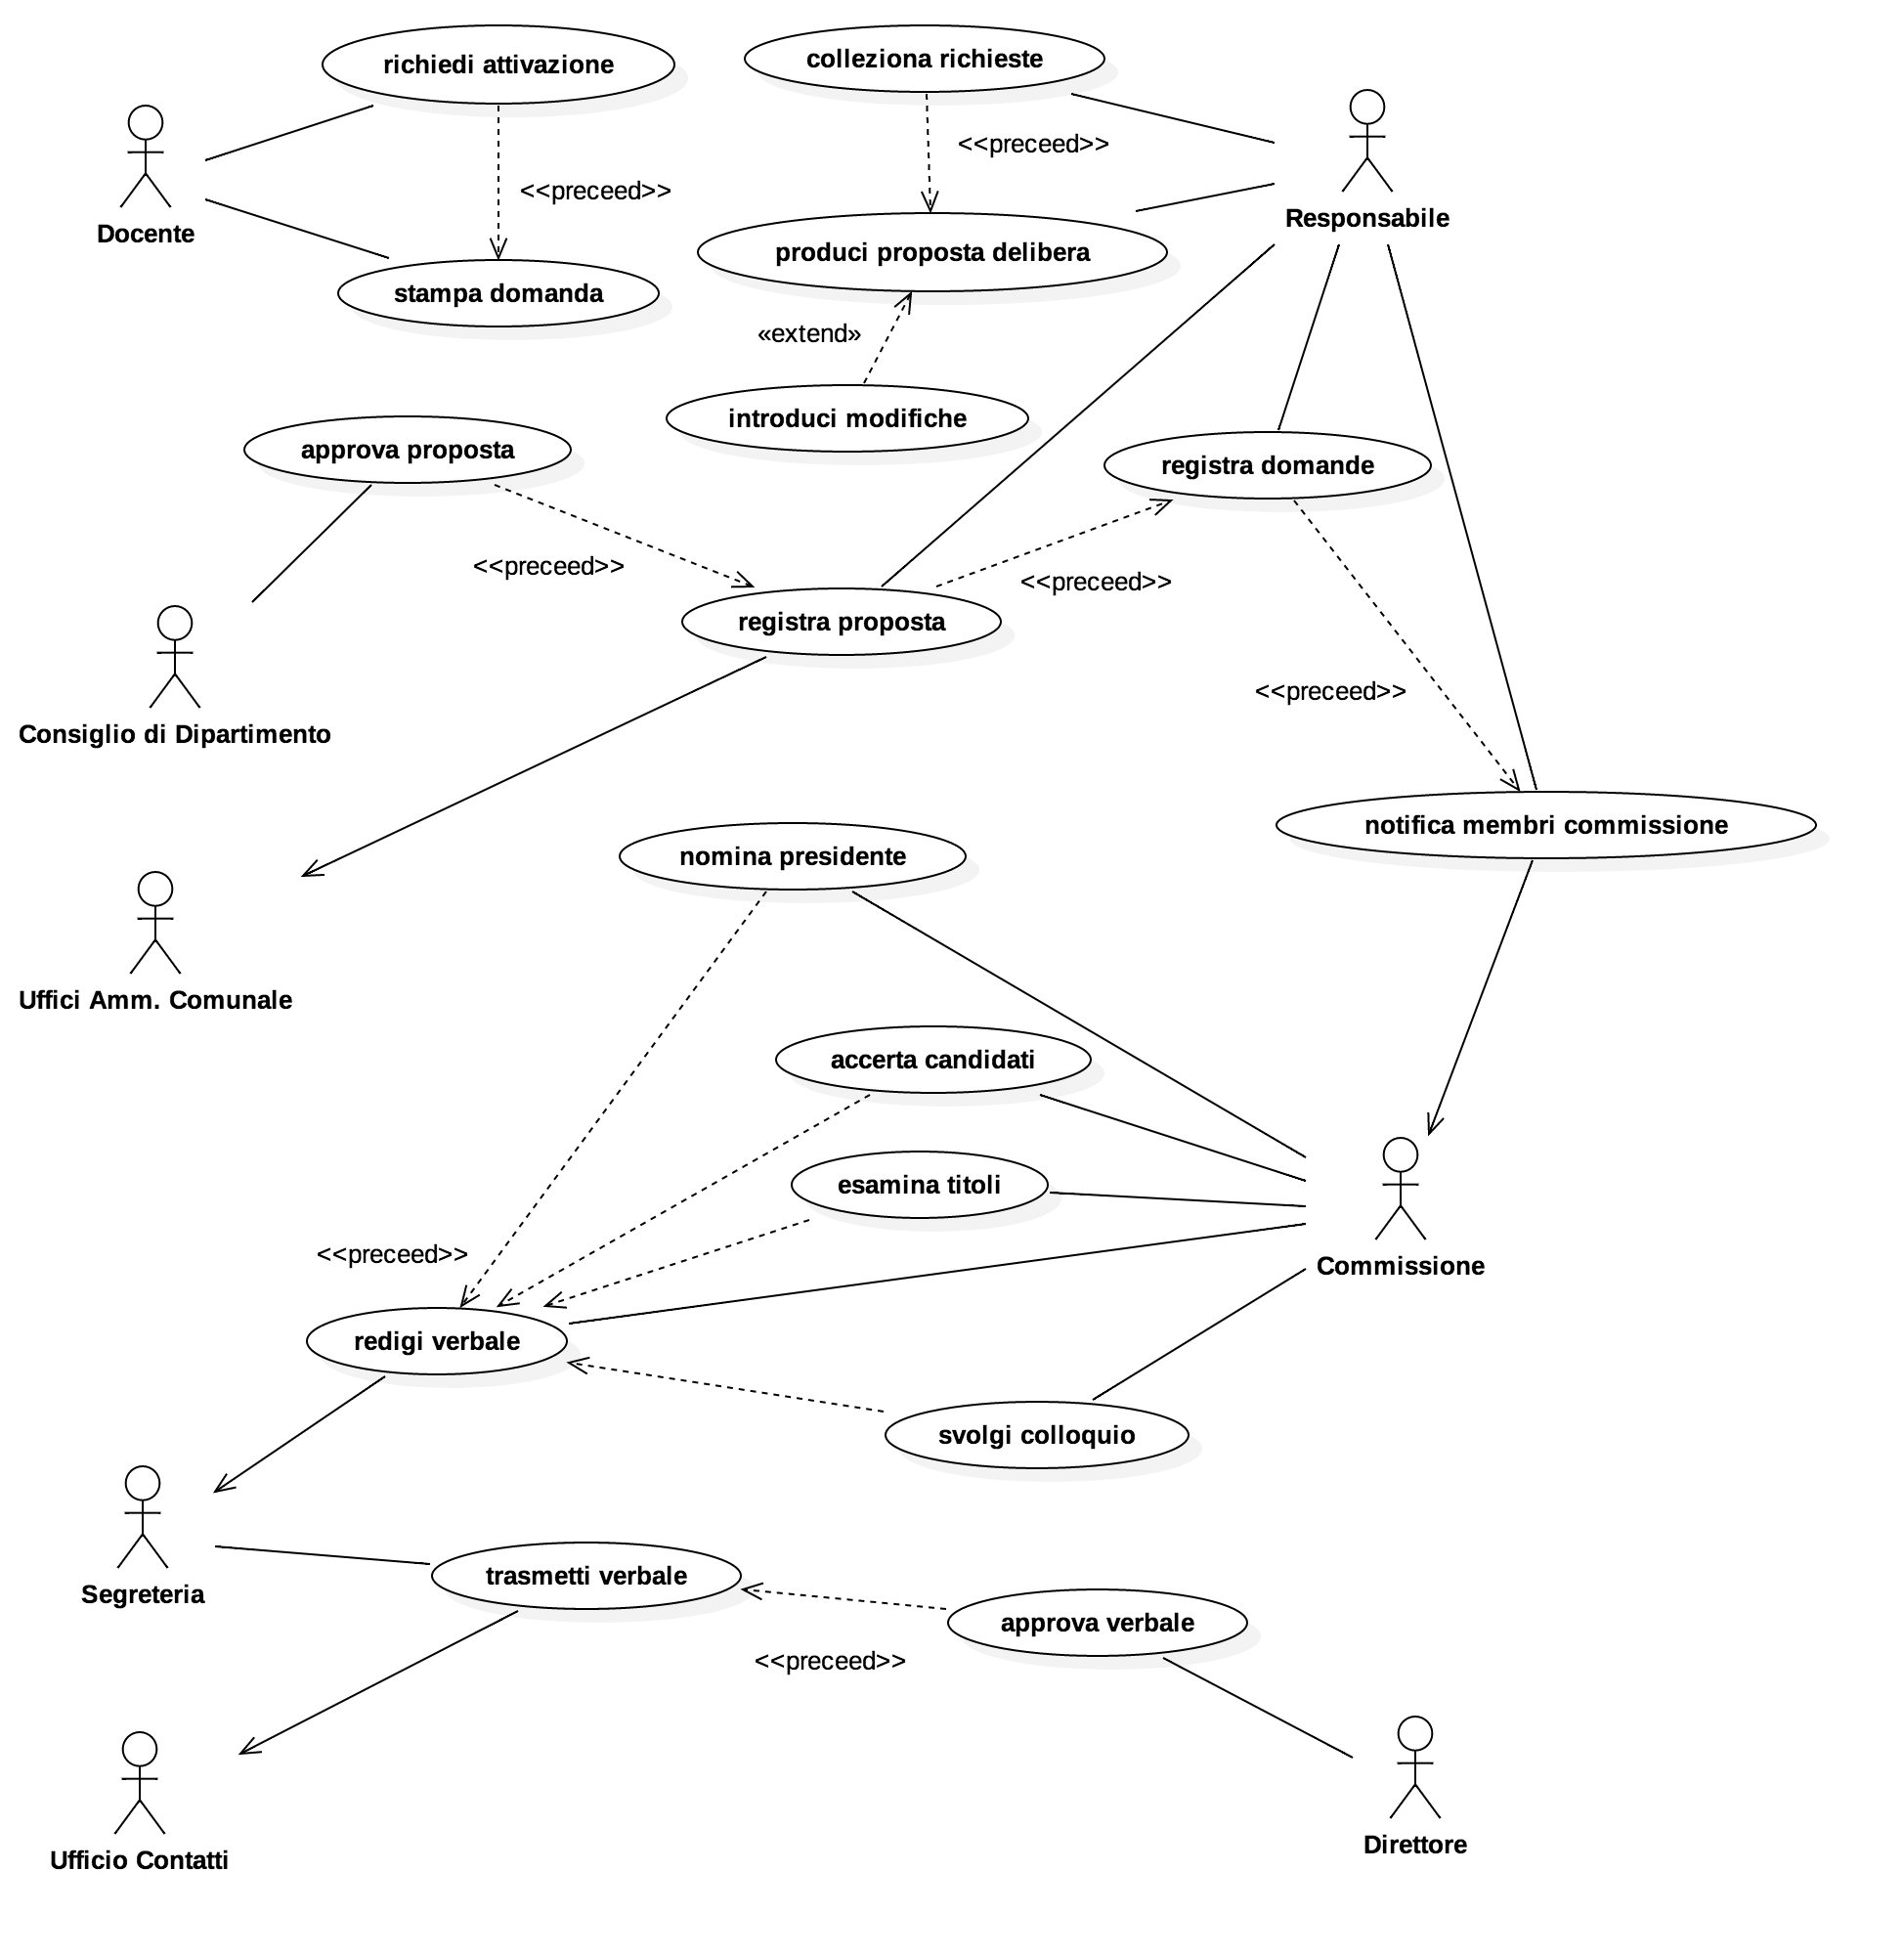 colleziona richieste
richiedi attivazione
<<preceed>>
<<preceed>>
Responsabile
Docente
produci proposta delibera
stampa domanda
«extend»
introduci modifiche
approva proposta
registra domande
<<preceed>>
<<preceed>>
registra proposta
<<preceed>>
Consiglio di Dipartimento
notifica membri commissione
nomina presidente
Uffici Amm. Comunale
accerta candidati
esamina titoli
<<preceed>>
Commissione
redigi verbale
svolgi colloquio
trasmetti verbale
Segreteria
approva verbale
<<preceed>>
Direttore
Ufficio Contatti